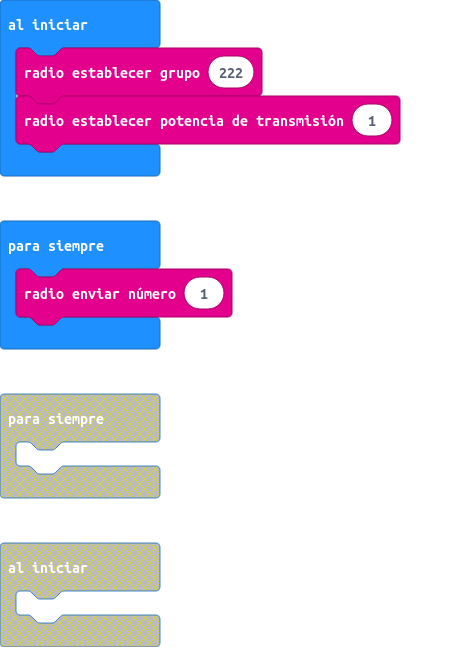 al iniciar
radio establecer grupo 222
radio establecer potencia de transmisión 1
para siempre
radio enviar número 1
para siempre
al iniciar